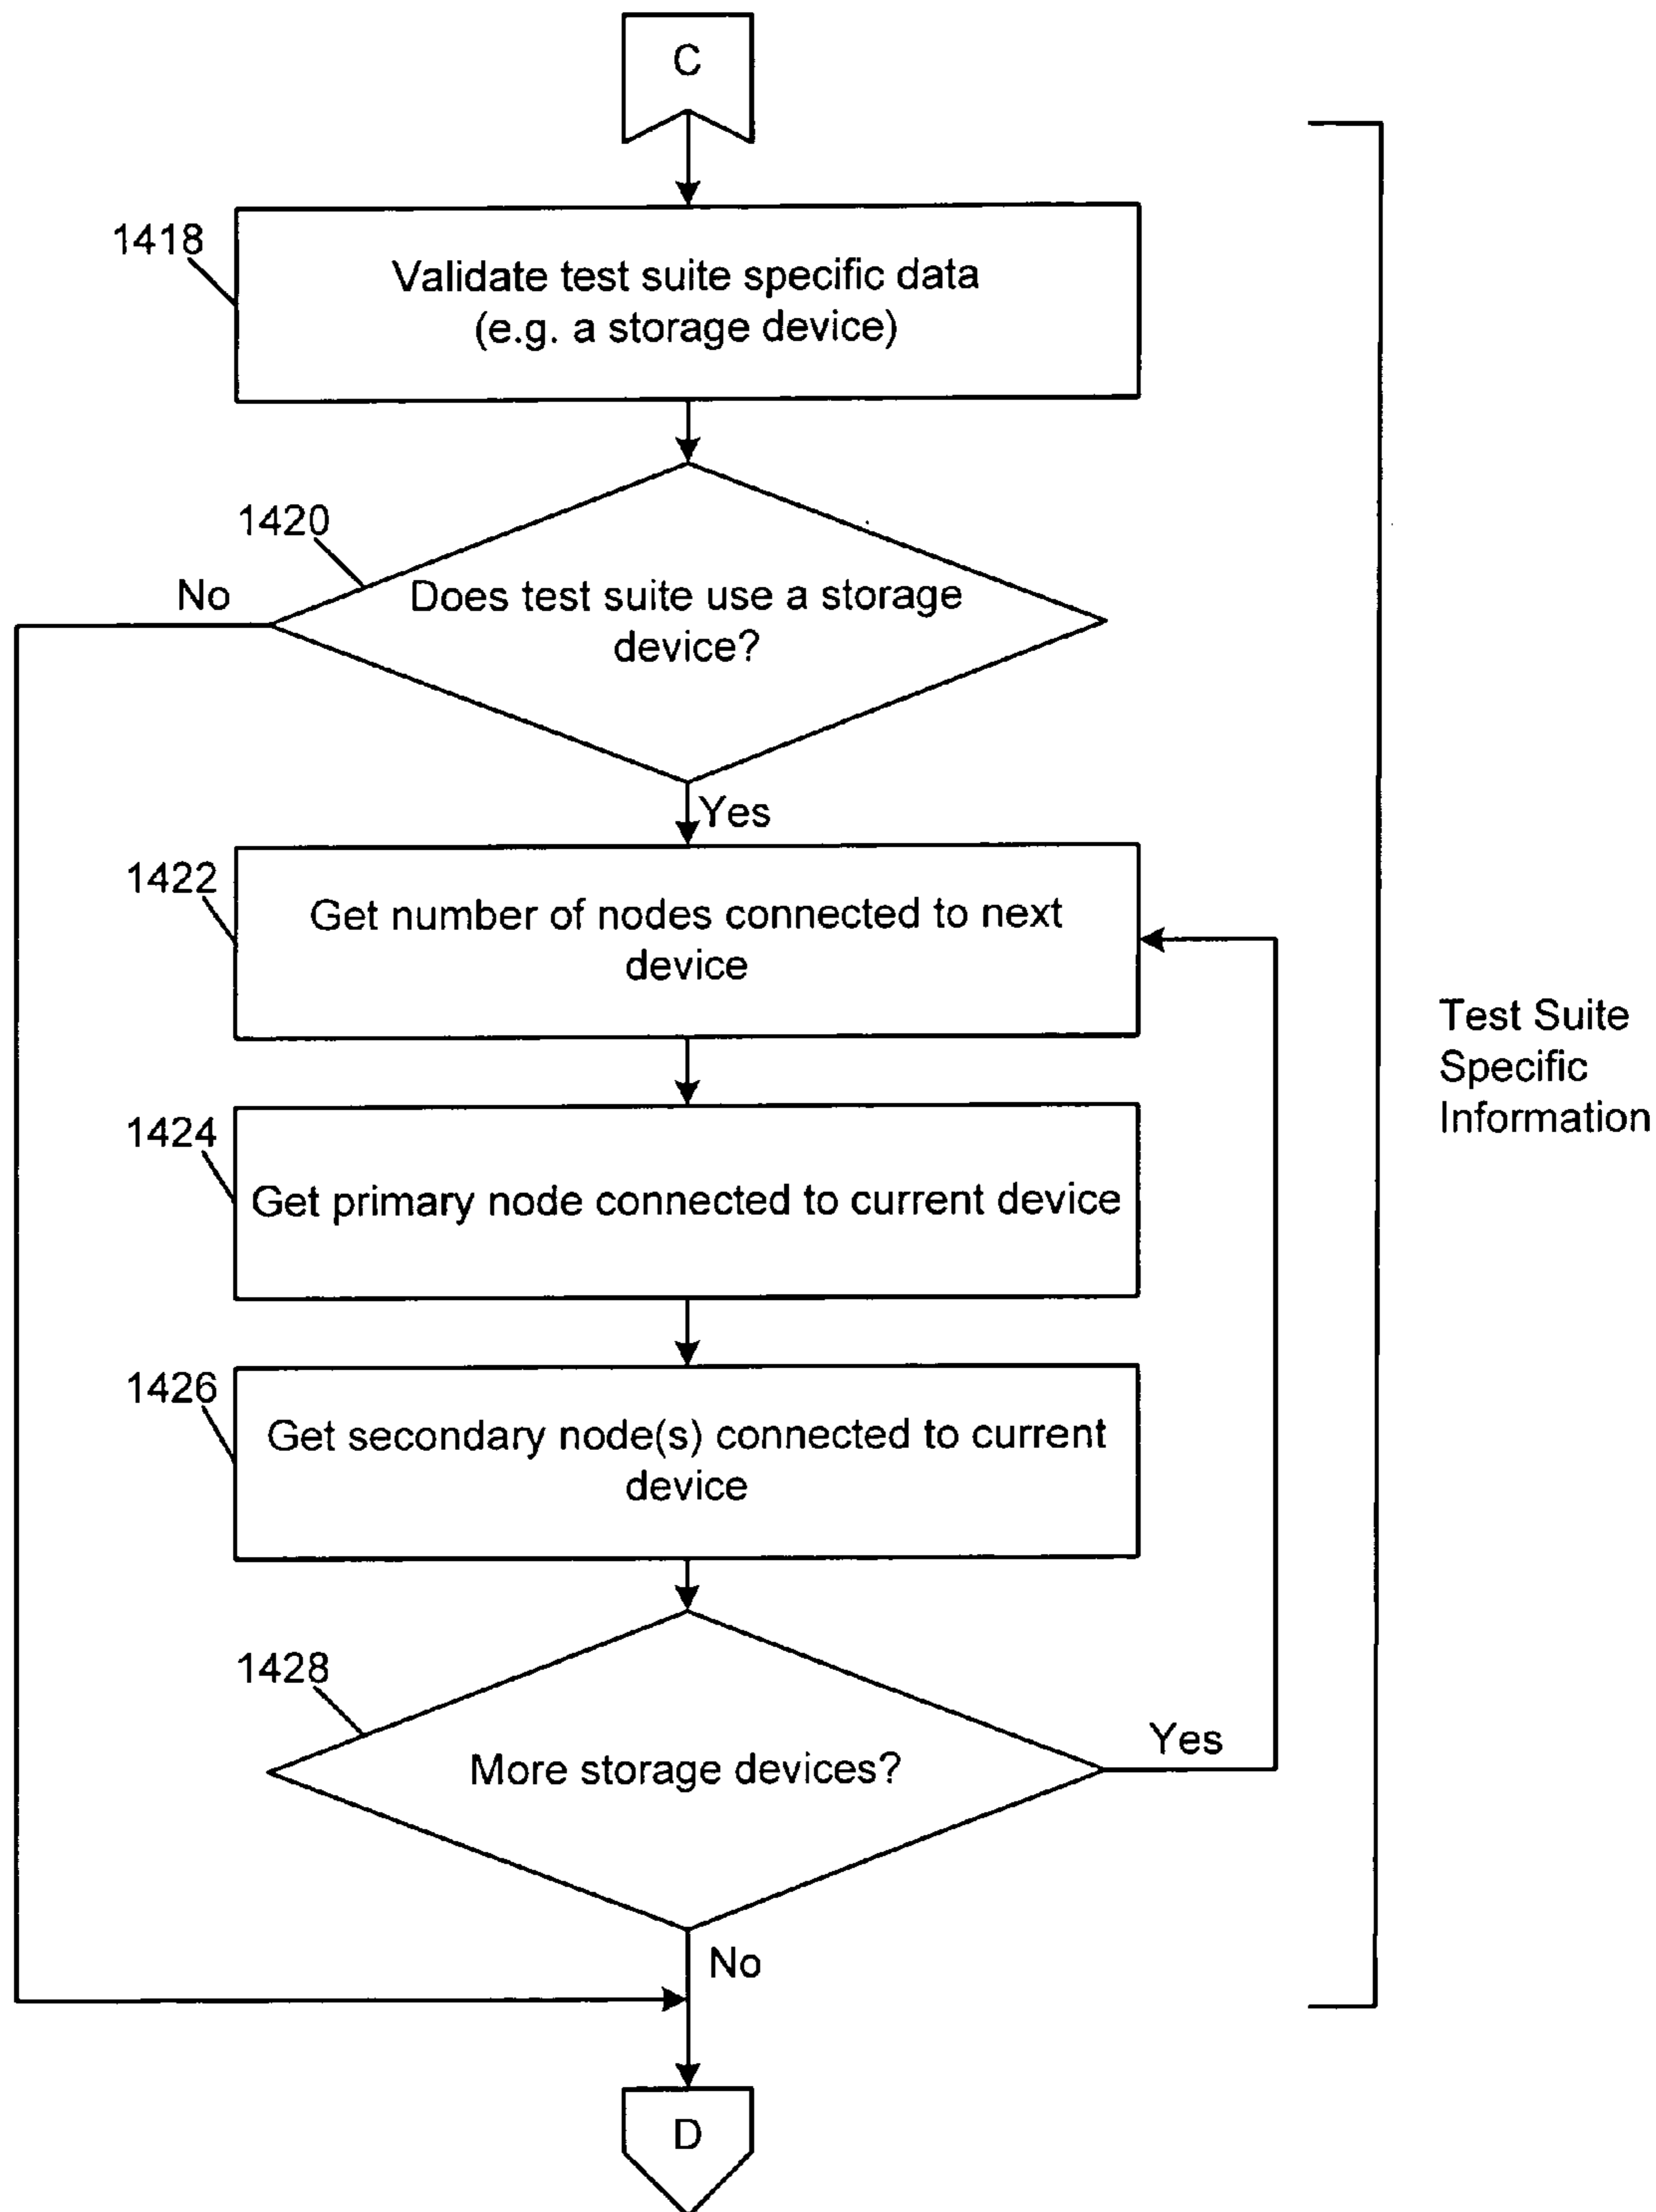 C
1418
Validate test suite specific data
(e.g. a storage device)
1420
No
Does test suite use a storage
device?
Yes
1422
Get number of nodes connected to next
device
1424
Get primary node connected to current device
1426
Get secondary node(s) connected to current
device
1428
More storage devices?
Yes
No
D
Test Suite
Specific
Information